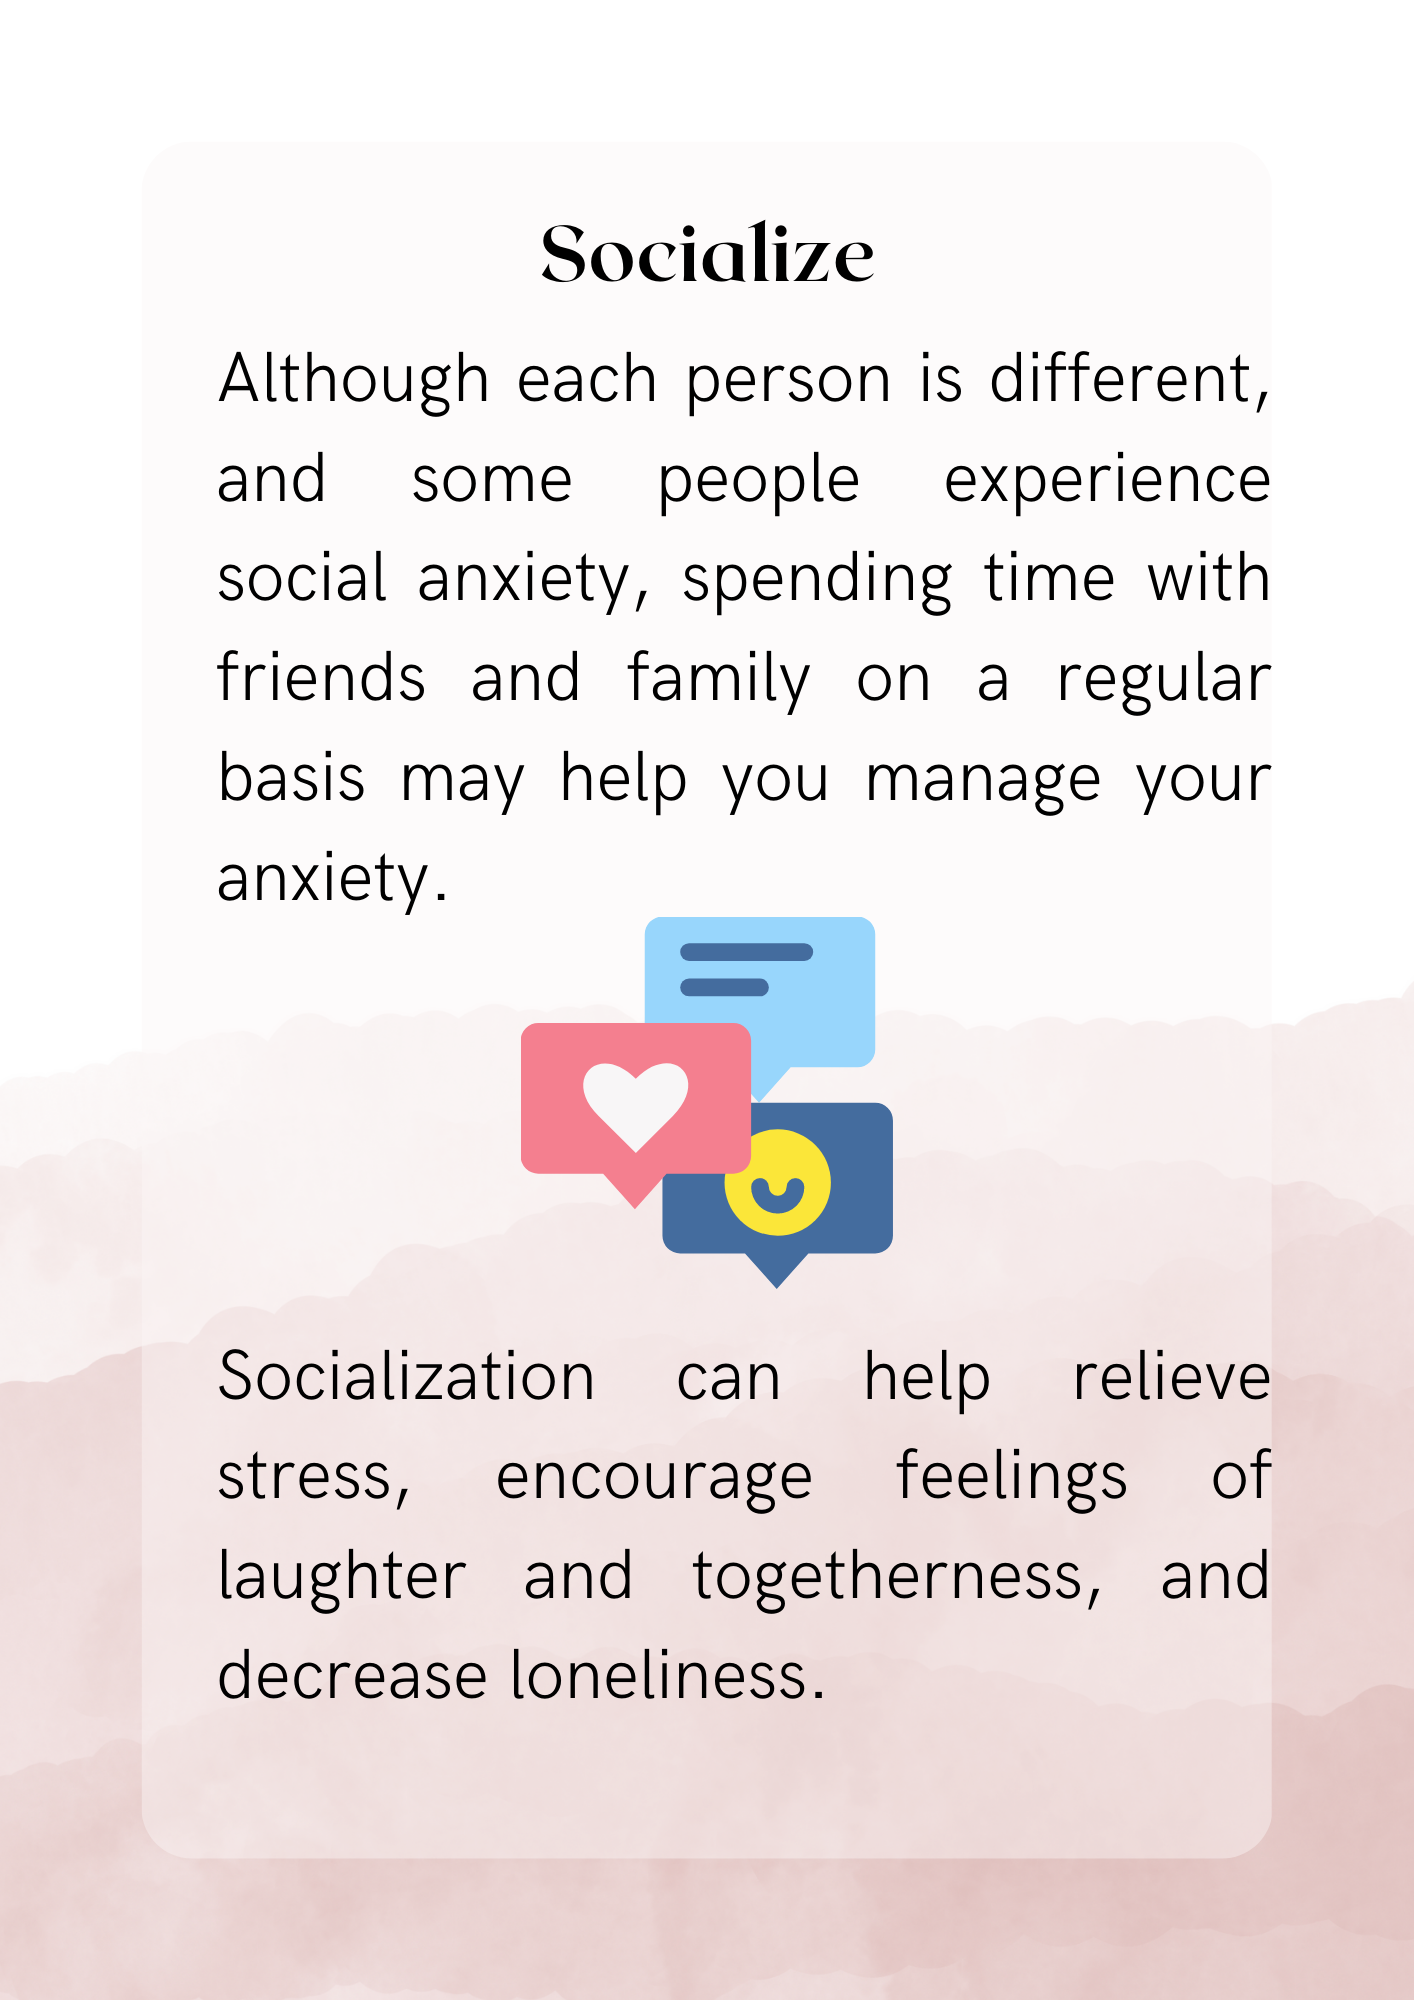 Socialize
Although each person is different,
and some people experience
social anxiety, spending time with
friends and family on a regular
basis may help you manage your
anxiety.
Socialization can help relieve
stress, encourage feelings of
laughter and togetherness, and
decrease loneliness.